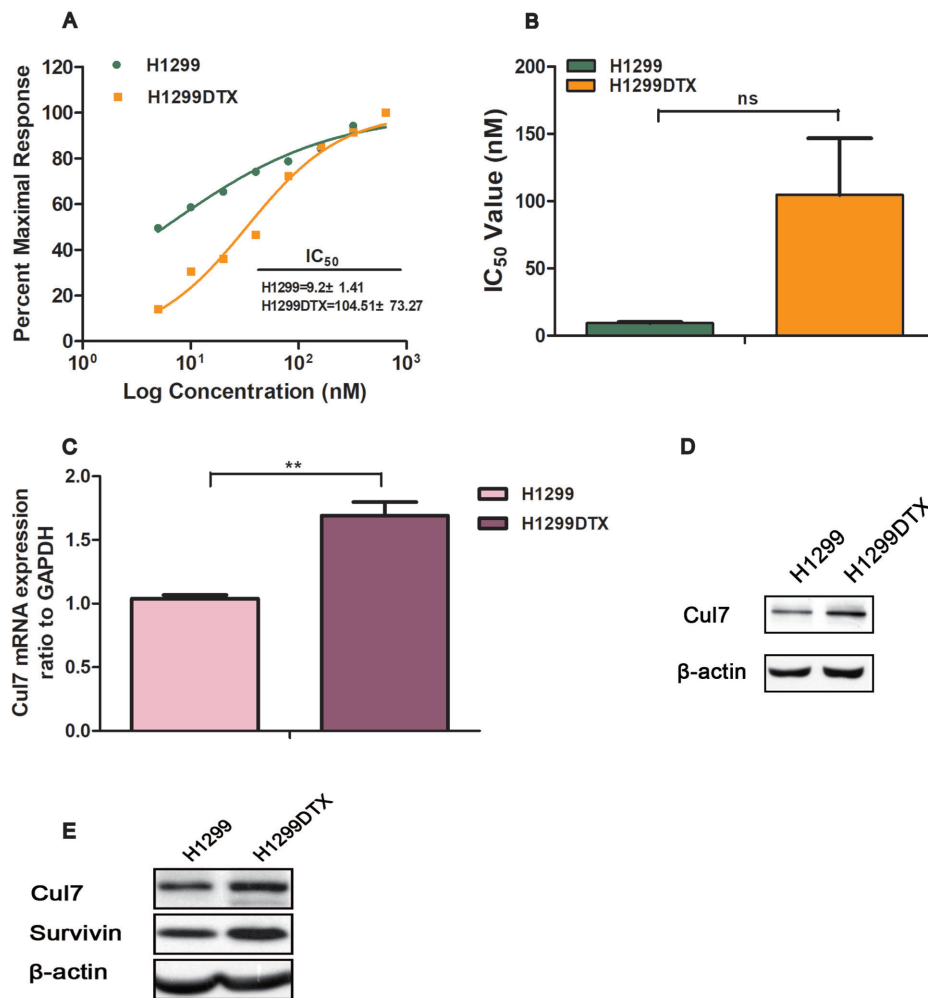 A
H1299
H1299DTX
120
100
80
60
40
20
0
Percent Maximal Response
IC50
H1299=9.2± 1.41
H1299DTX=104.51± 73.27
10^0
10^1
10^2
10^3
Log Concentration (nM)
B
H1299
H1299DTX
200
150
100
50
0
IC50 Value (nM)
ns
C
**
2.0
1.5
1.0
0.5
0.0
Cul7 mRNA expression
ratio to GAPDH
H1299
H1299DTX
D
H1299
H1299DTX
Cul7
β-actin
E
H1299
H1299DTX
Cul7
Survivin
β-actin